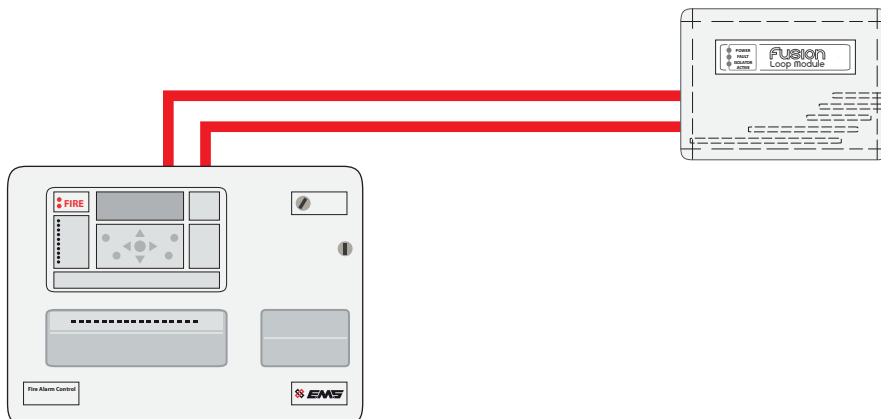 POWER
FAULT
ISOLATOR
ACTIVE
Fusion
Loop Module
FIRE
Fire Alarm Control
EMS